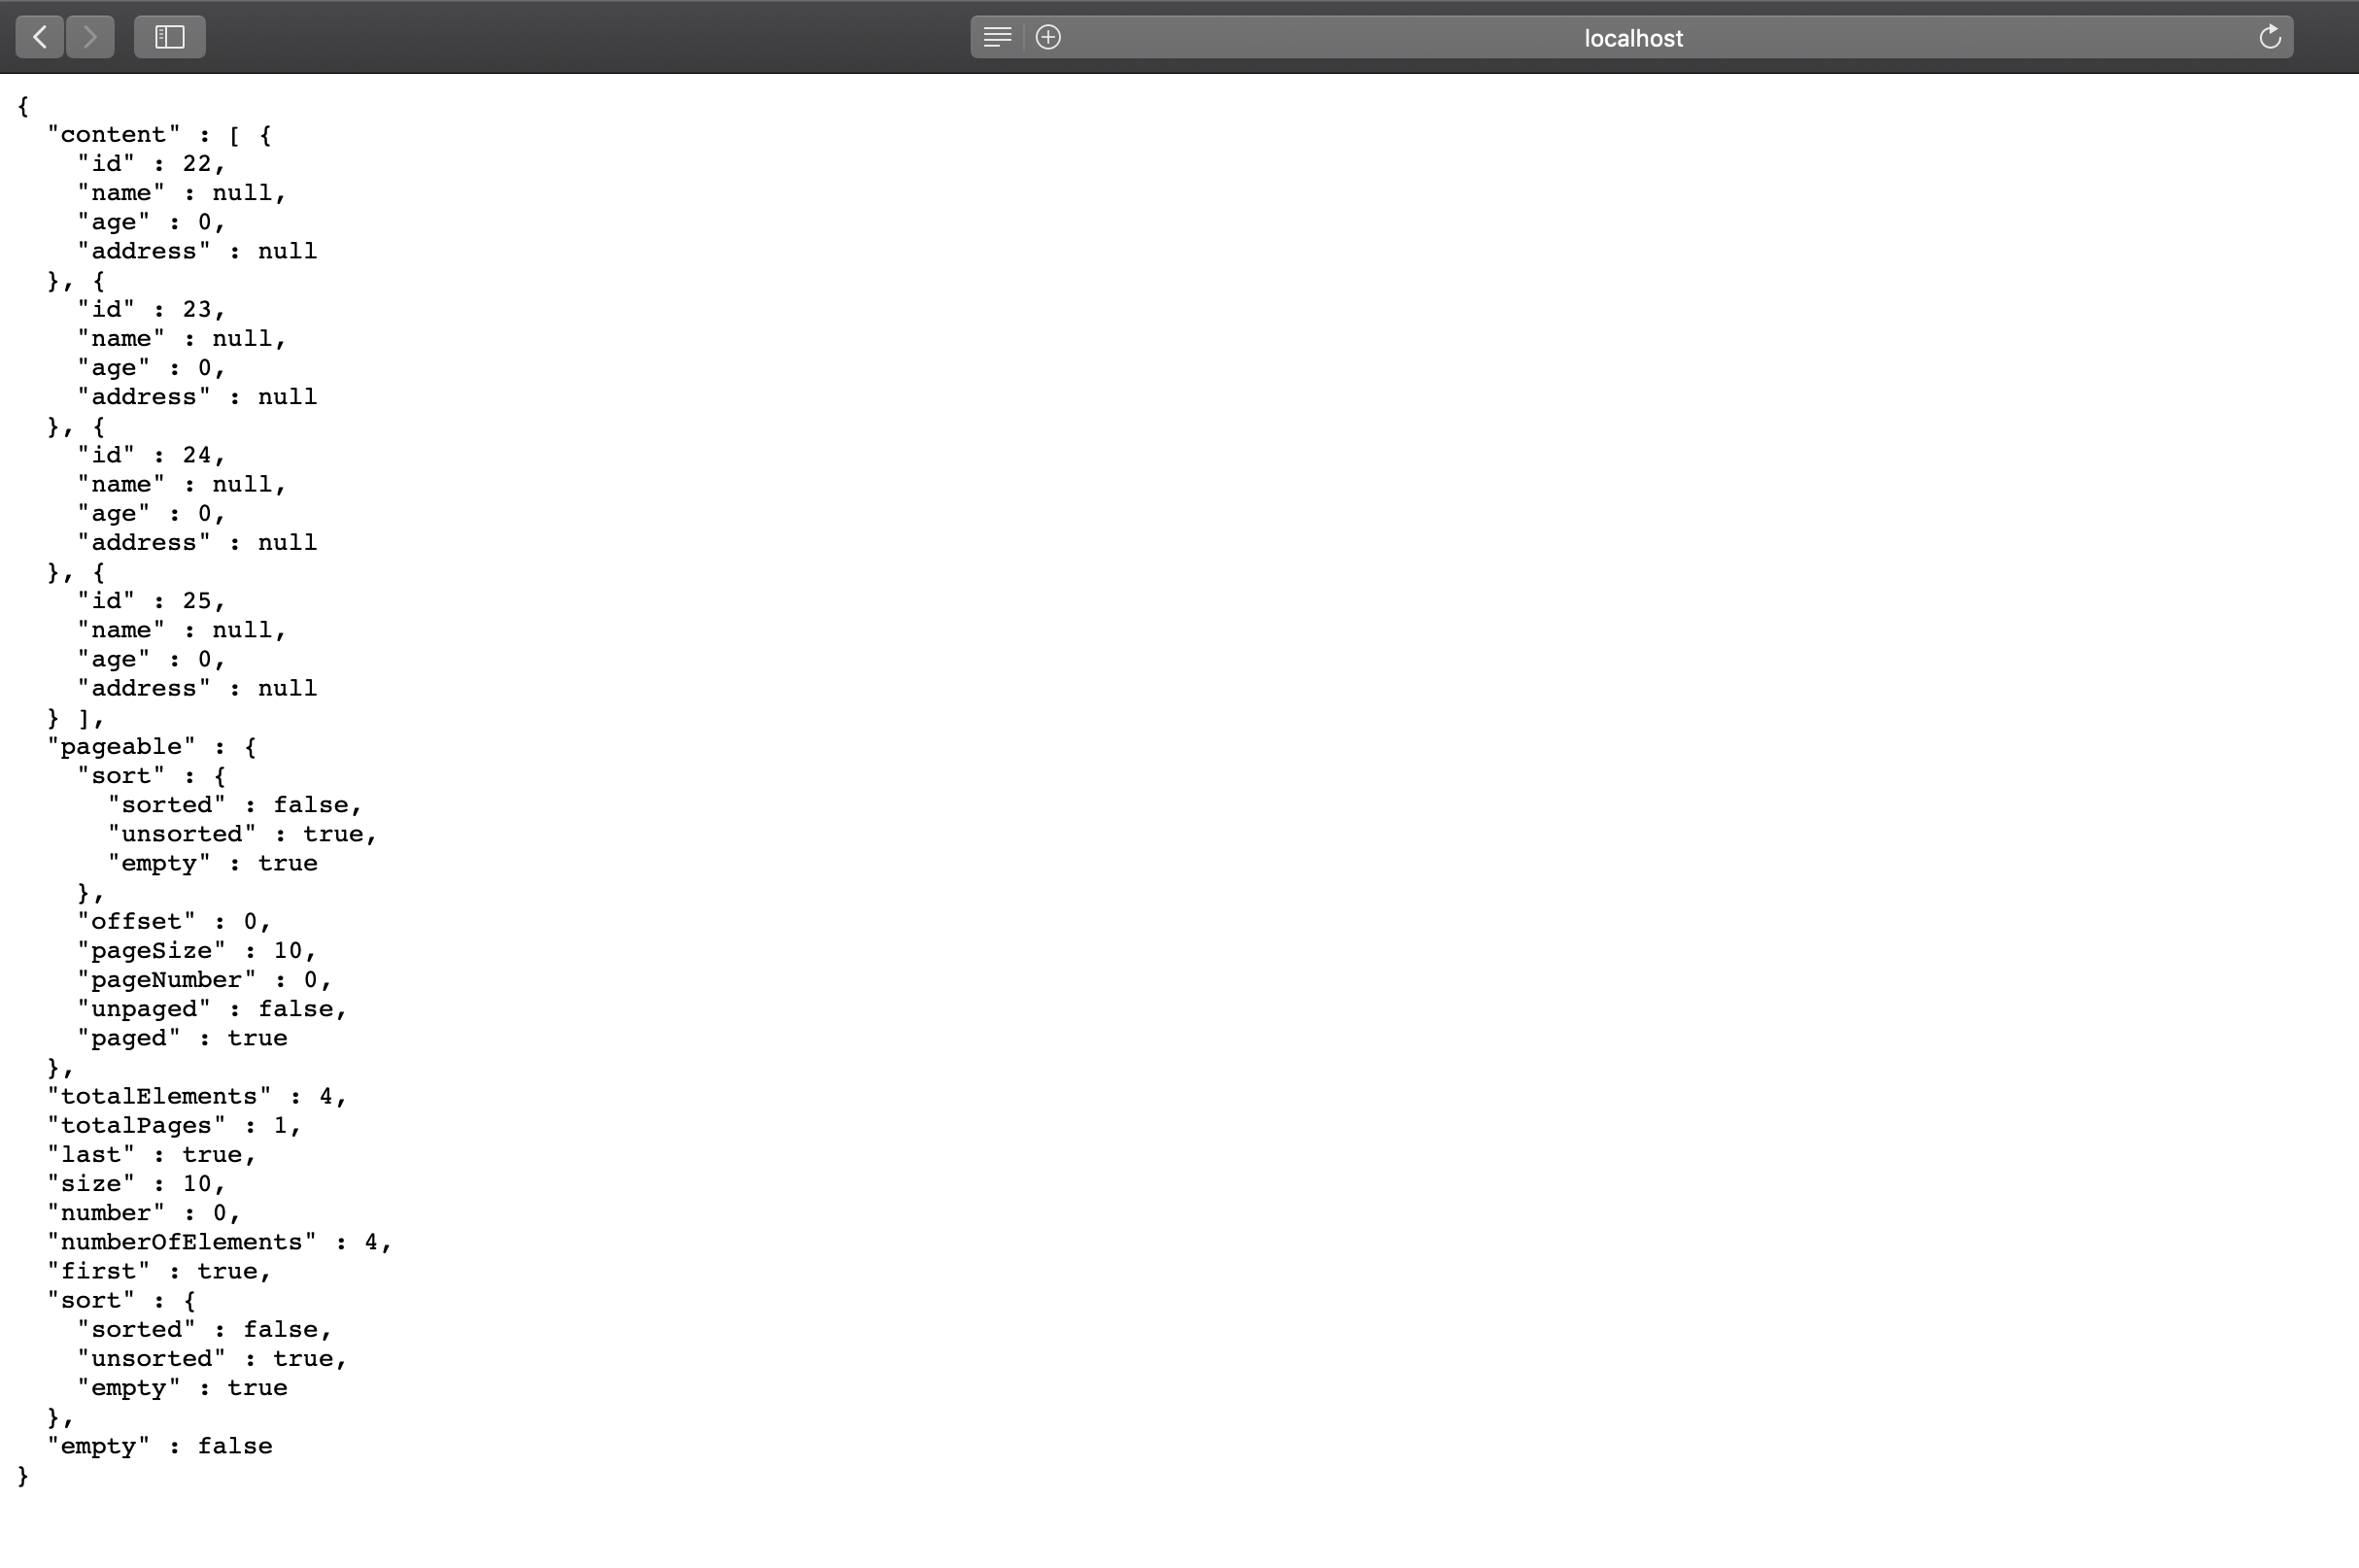 localhost
{
  "content" : [ {
    "id" : 22,
    "name" : null,
    "age" : 0,
    "address" : null
  }, {
    "id" : 23,
    "name" : null,
    "age" : 0,
    "address" : null
  }, {
    "id" : 24,
    "name" : null,
    "age" : 0,
    "address" : null
  }, {
    "id" : 25,
    "name" : null,
    "age" : 0,
    "address" : null
  } ],
  "pageable" : {
    "sort" : {
      "sorted" : false,
      "unsorted" : true,
      "empty" : true
    },
    "offset" : 0,
    "pageSize" : 10,
    "pageNumber" : 0,
    "unpaged" : false,
    "paged" : true
  },
  "totalElements" : 4,
  "totalPages" : 1,
  "last" : true,
  "size" : 10,
  "number" : 0,
  "numberOfElements" : 4,
  "first" : true,
  "sort" : {
    "sorted" : false,
    "unsorted" : true,
    "empty" : true
  },
  "empty" : false
}